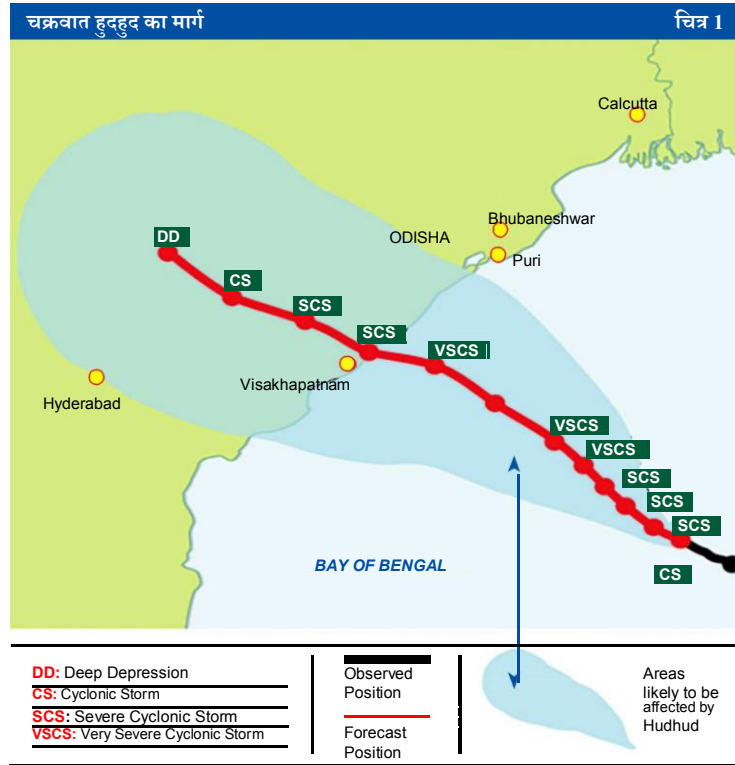 चक्रवात हुदहुद का मार्ग
चित्र 1
Calcutta
Bhubaneshwar
ODISHA
Puri
DD
CS
SCS
SCS
VSCS
Visakhapatnam
Hyderabad
VSCS
VSCS
SCS
SCS
SCS
CS
BAY OF BENGAL
DD: Deep Depression
CS: Cyclonic Storm
SCS: Severe Cyclonic Storm
VSCS: Very Severe Cyclonic Storm
Observed
Position
Forecast
Position
Areas
likely to be
affected by
Hudhud